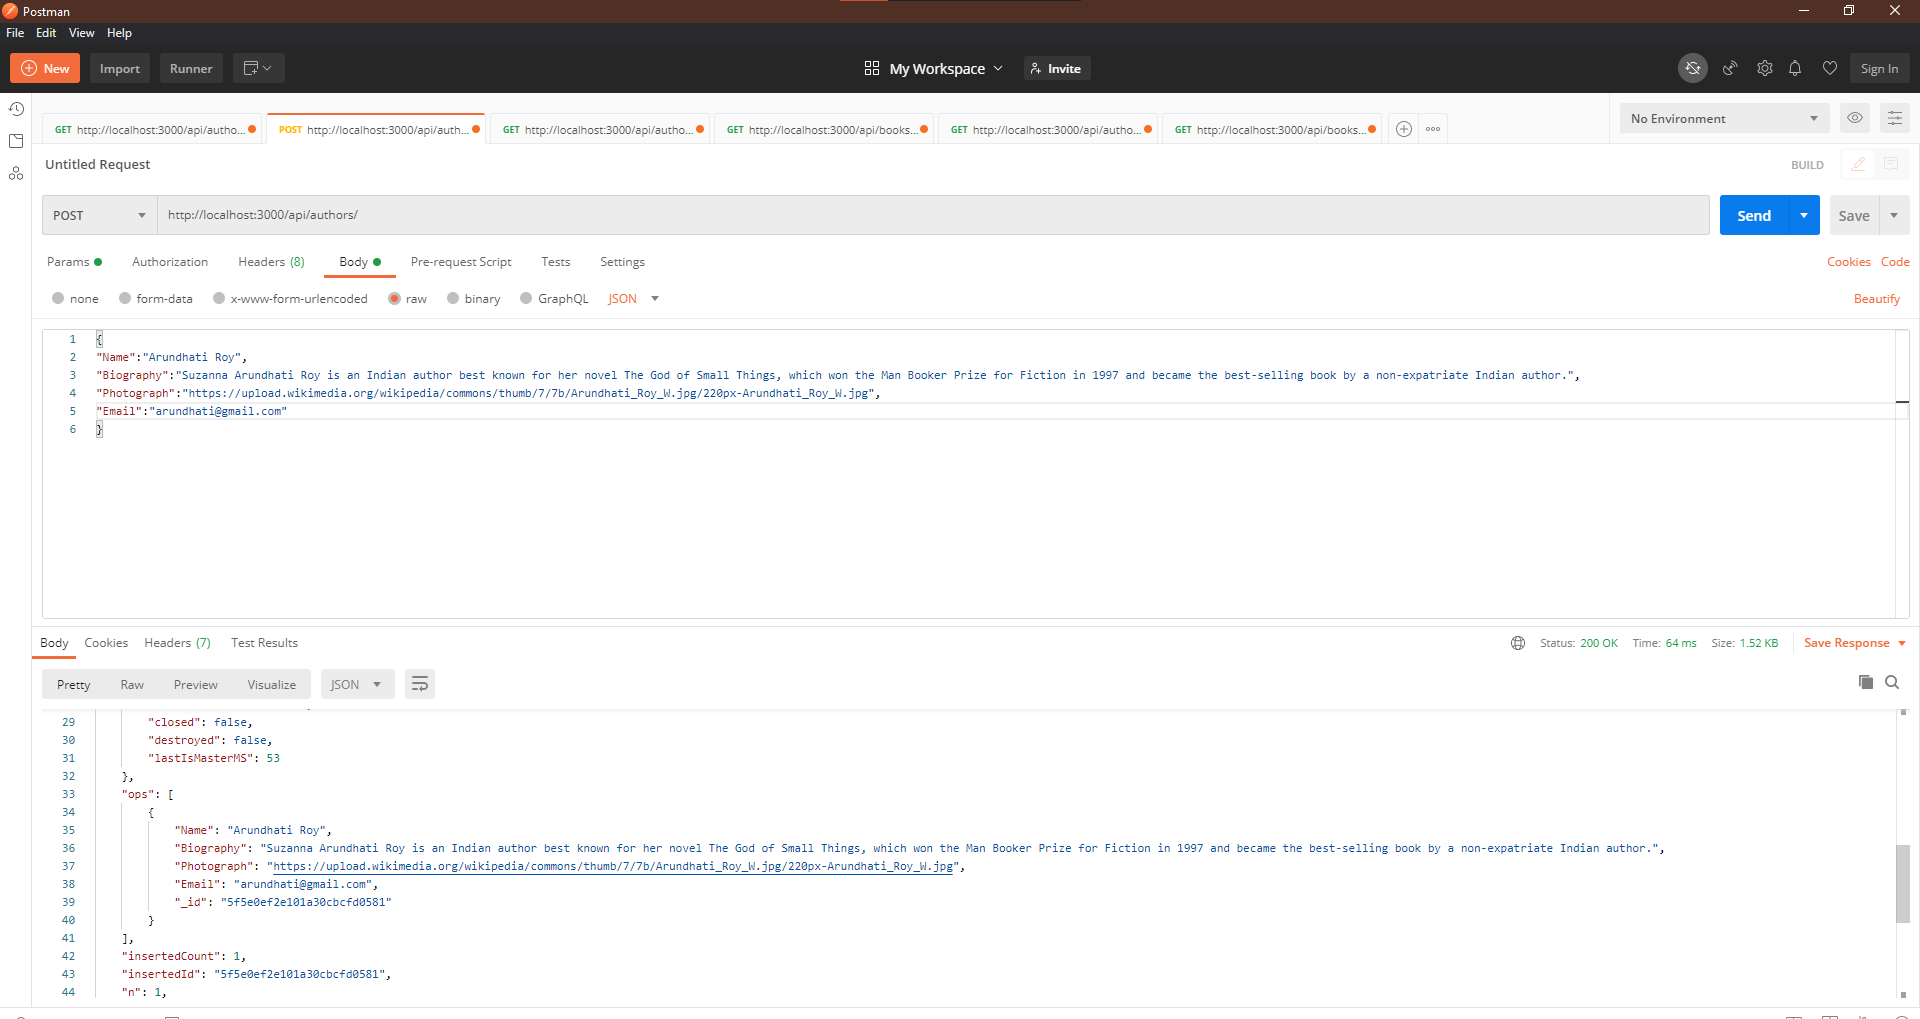 Postman
File Edit View Help
New Import Runner My Workspace Invite Sign In
GET http://localhost:3000/api/autho... POST http://localhost:3000/api/auth... GET http://localhost:3000/api/autho... GET http://localhost:3000/api/books... GET http://localhost:3000/api/autho... GET http://localhost:3000/api/books... No Environment
Untitled Request BUILD
POST http://localhost:3000/api/authors/ Send Save
Params Authorization Headers (8) Body Pre-request Script Tests Settings Cookies Code
none form-data x-www-form-urlencoded raw binary GraphQL JSON Beautify
1 {
2 "Name":"Arundhati Roy",
3 "Biography":"Suzanna Arundhati Roy is an Indian author best known for her novel The God of Small Things, which won the Man Booker Prize for Fiction in 1997 and became the best-selling book by a non-expatriate Indian author.",
4 "Photograph":"https://upload.wikimedia.org/wikipedia/commons/thumb/7/7b/Arundhati_Roy_W.jpg/220px-Arundhati_Roy_W.jpg",
5 "Email":"arundhati@gmail.com"
6 }
Body Cookies Headers (7) Test Results Status: 200 OK Time: 64 ms Size: 1.52 KB Save Response
Pretty Raw Preview Visualize JSON
29 "closed": false,
30 "destroyed": false,
31 "lastIsMasterMS": 53
32 },
33 "ops": [
34 {
35 "Name": "Arundhati Roy",
36 "Biography": "Suzanna Arundhati Roy is an Indian author best known for her novel The God of Small Things, which won the Man Booker Prize for Fiction in 1997 and became the best-selling book by a non-expatriate Indian author.",
37 "Photograph": "https://upload.wikimedia.org/wikipedia/commons/thumb/7/7b/Arundhati_Roy_W.jpg/220px-Arundhati_Roy_W.jpg",
38 "Email": "arundhati@gmail.com",
39 "_id": "5f5e0ef2e101a30cbcfd0581"
40 }
41 ],
42 "insertedCount": 1,
43 "insertedId": "5f5e0ef2e101a30cbcfd0581",
44 "n": 1,